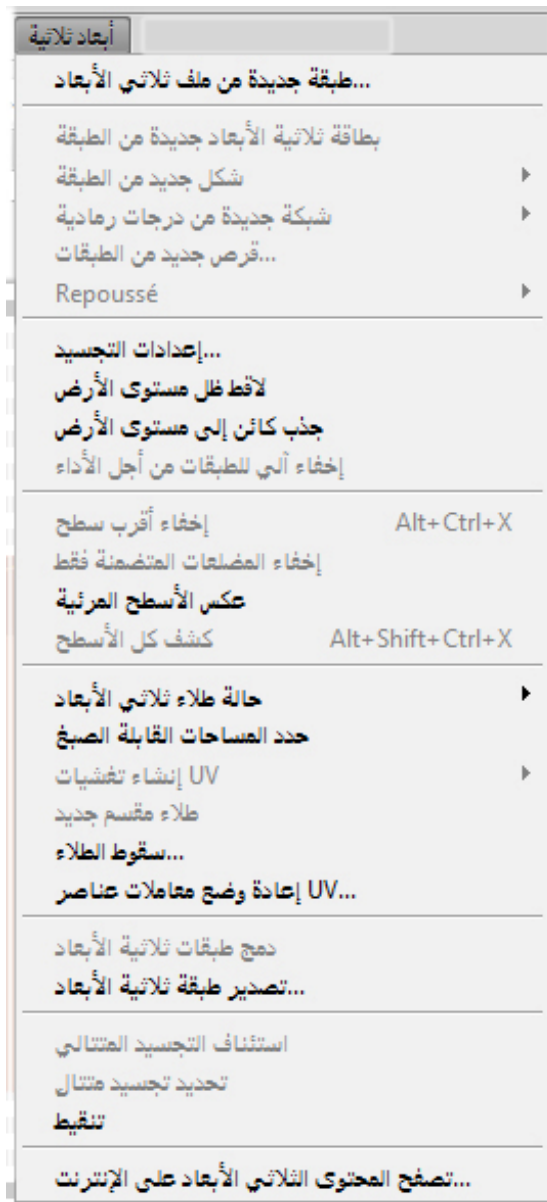 أبعاد ثلاثية
طبقة جديدة من ملف ثلاثي الأبعاد...
بطاقة ثلاثية الأبعاد جديدة من الطبقة
شكل جديد من الطبقة
شبكة جديدة من درجات رمادية
قرص جديد من الطبقات...
Repoussé
إعدادات التجسيد...
لاقط ظل مستوى الأرض
جذب كائن إلى مستوى الأرض
إخفاء آلي للطبقات من أجل الأداء
إخفاء أقرب سطح Alt+Ctrl+X
إخفاء المضلعات المتضمنة فقط
عكس الأسطح المرئية
كشف كل الأسطح Alt+Shift+Ctrl+X
حالة طلاء ثلاثي الأبعاد
حدد المساحات القابلة الصبغ
إنشاء تغشيات UV
طلاء مقسم جديد
سقوط الطلاء...
إعادة وضع معاملات عناصر UV...
دمج طبقات ثلاثية الأبعاد
تصدير طبقة ثلاثية الأبعاد...
استئناف التجسيد المتتالي
تحديد تجسيد متتال
تنقيط
تصفح المحتوى الثلاثي الأبعاد على الإنترنت...